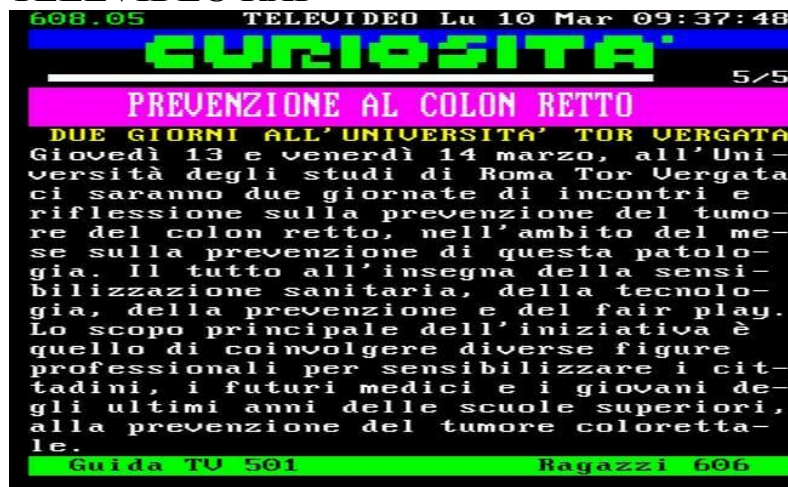 608.05 TELEVIDEO Lu 10 Mar 09:37:48
CURIOSITA'
5/5
PREVENZIONE AL COLON RETTO
DUE GIORNI ALL'UNIVERSITA' TOR VERGATA
Giovedì 13 e venerdì 14 marzo, all'Uni-
versità degli studi di Roma Tor Vergata
ci saranno due giornate di incontri e
riflessione sulla prevenzione del tumo-
re del colon retto, nell'ambito del me-
se sulla prevenzione di questa patolo-
gia. Il tutto all'insegna della sensi-
bilizzazione sanitaria, della tecnolo-
gia, della prevenzione e del fair play.
Lo scopo principale dell'iniziativa è
quello di coinvolgere diverse figure
professionali per sensibilizzare i cit-
tadini, i futuri medici e i giovani de-
gli ultimi anni delle scuole superiori,
alla prevenzione del tumore coloretta-
le.
Guida TV 501 Ragazzi 606